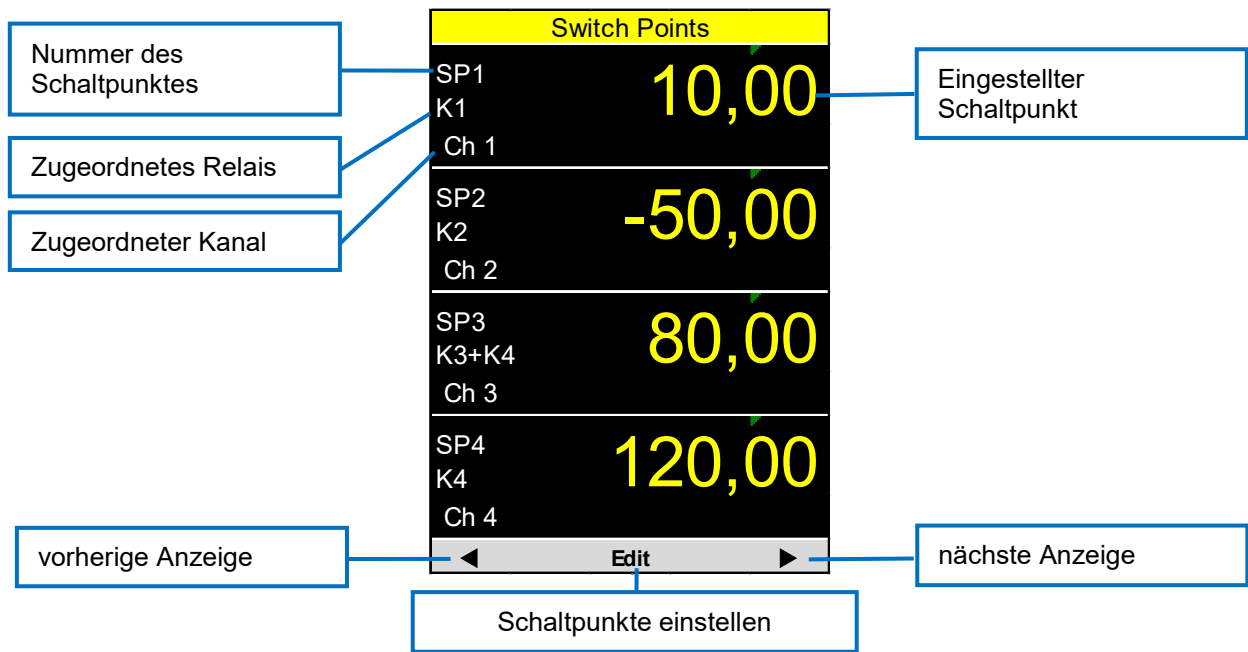 Switch Points
Nummer des
Schaltpunktes
Zugeordnetes Relais
Zugeordneter Kanal
SP1
10,00
K1
Ch 1
Eingestellter
Schaltpunkt
SP2
-50,00
K2
Ch 2
SP3
80,00
K3+K4
Ch 3
SP4
120,00
K4
Ch 4
vorherige Anzeige
Edit
nächste Anzeige
Schaltpunkte einstellen